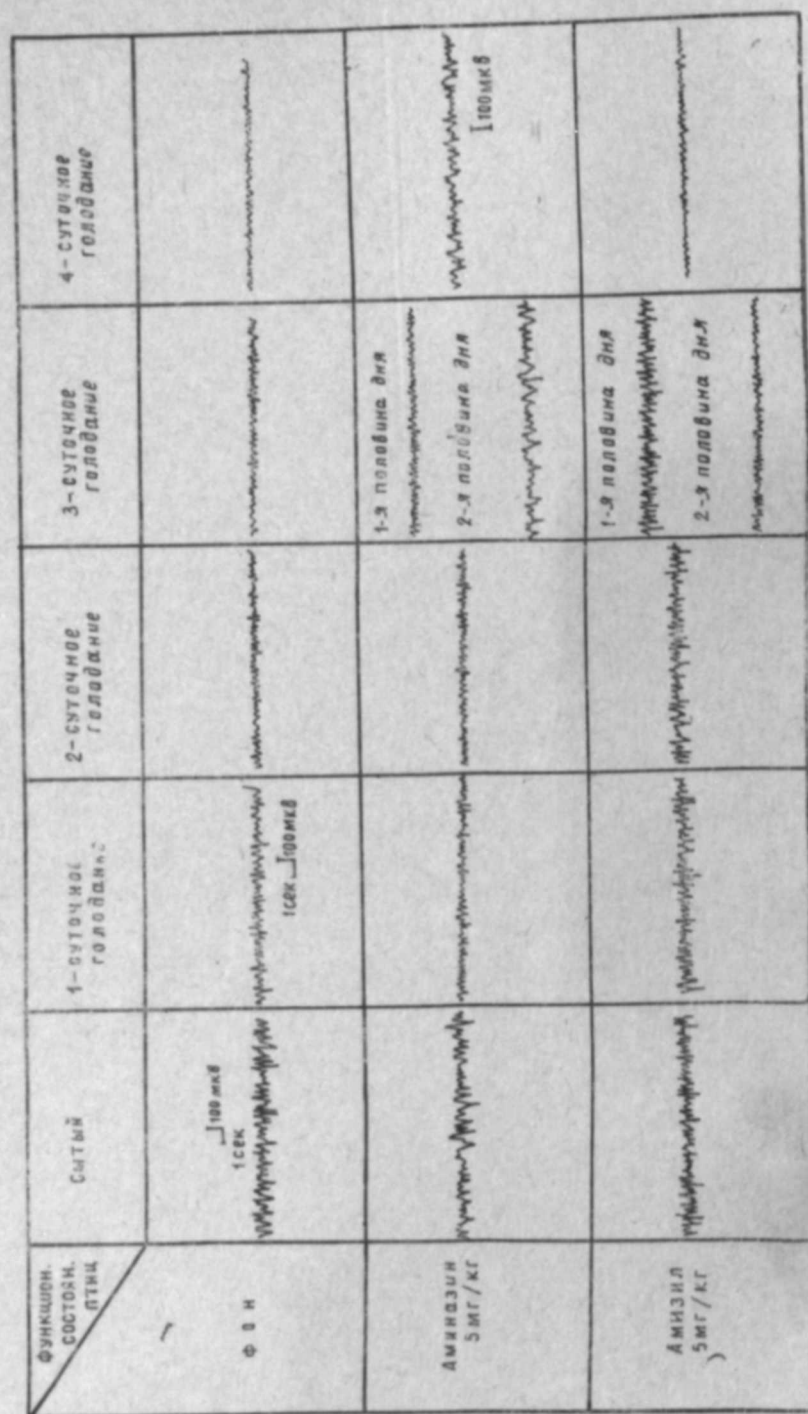 Функцион.
состоян.
птиц
Сытый
1-суточное
голодание
2-суточное
голодание
3-суточное
голодание
4-суточное
голодание
Фон
100 мкв
1 сек
1 сек 100 мкв
Аминазин
5 мг/кг
1-я половина дня
2-я половина дня
100 мкв
Амизил
5 мг/кг
1-я половина дня
2-я половина дня